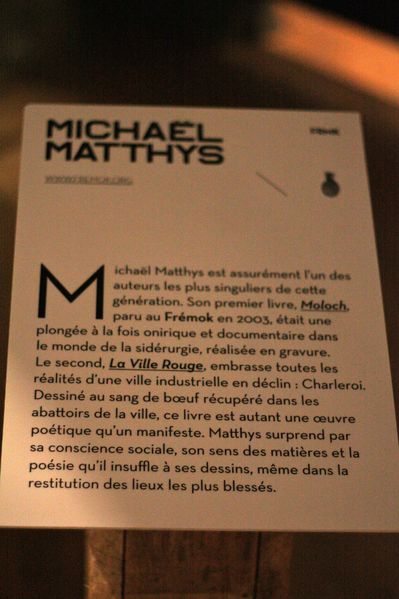 MICHAËL
MATTHYS
FRMK
WWW.FREMOK.ORG
Michaël Matthys est assurément l'un des
auteurs les plus singuliers de cette
génération. Son premier livre, Moloch,
paru au Frémok en 2003, était une
plongée à la fois onirique et documentaire dans
le monde de la sidérurgie, réalisée en gravure.
Le second, La Ville Rouge, embrasse toutes les
réalités d'une ville industrielle en déclin : Charleroi.
Dessiné au sang de bœuf récupéré dans les
abattoirs de la ville, ce livre est autant une œuvre
poétique qu'un manifeste. Matthys surprend par
sa conscience sociale, son sens des matières et la
poésie qu'il insuffle à ses dessins, même dans la
restitution des lieux les plus blessés.